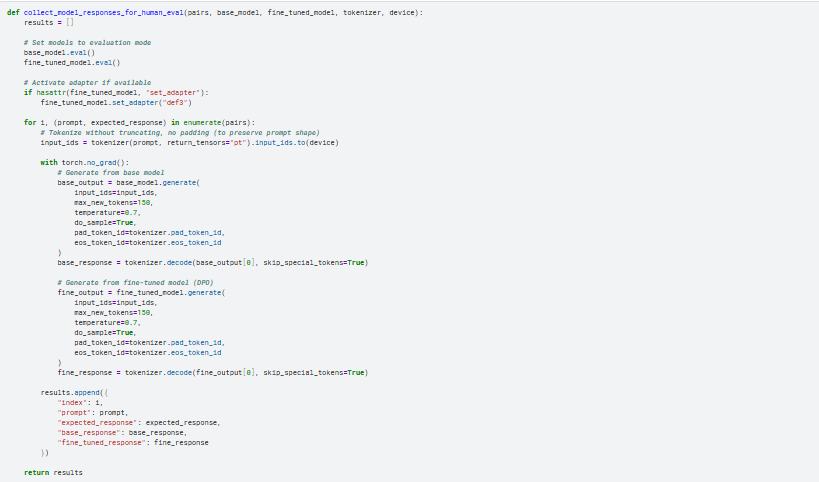 def collect_model_responses_for_human_eval(pairs, base_model, fine_tuned_model, tokenizer, device):
    results = []

    # Set models to evaluation mode
    base_model.eval()
    fine_tuned_model.eval()

    # Activate adapter if available
    if hasattr(fine_tuned_model, "set_adapter"):
        fine_tuned_model.set_adapter("def3")

    for i, (prompt, expected_response) in enumerate(pairs):
        # Tokenize without truncating, no padding (to preserve prompt shape)
        input_ids = tokenizer(prompt, return_tensors="pt").input_ids.to(device)

        with torch.no_grad():
            # Generate from base model
            base_output = base_model.generate(
                input_ids=input_ids,
                max_new_tokens=150,
                temperature=0.7,
                do_sample=True,
                pad_token_id=tokenizer.pad_token_id,
                eos_token_id=tokenizer.eos_token_id
            )
            base_response = tokenizer.decode(base_output[0], skip_special_tokens=True)

            # Generate from fine-tuned model (DPO)
            fine_output = fine_tuned_model.generate(
                input_ids=input_ids,
                max_new_tokens=150,
                temperature=0.7,
                do_sample=True,
                pad_token_id=tokenizer.pad_token_id,
                eos_token_id=tokenizer.eos_token_id
            )
            fine_response = tokenizer.decode(fine_output[0], skip_special_tokens=True)

        results.append({
            "index": i,
            "prompt": prompt,
            "expected_response": expected_response,
            "base_response": base_response,
            "fine_tuned_response": fine_response
        })

    return results